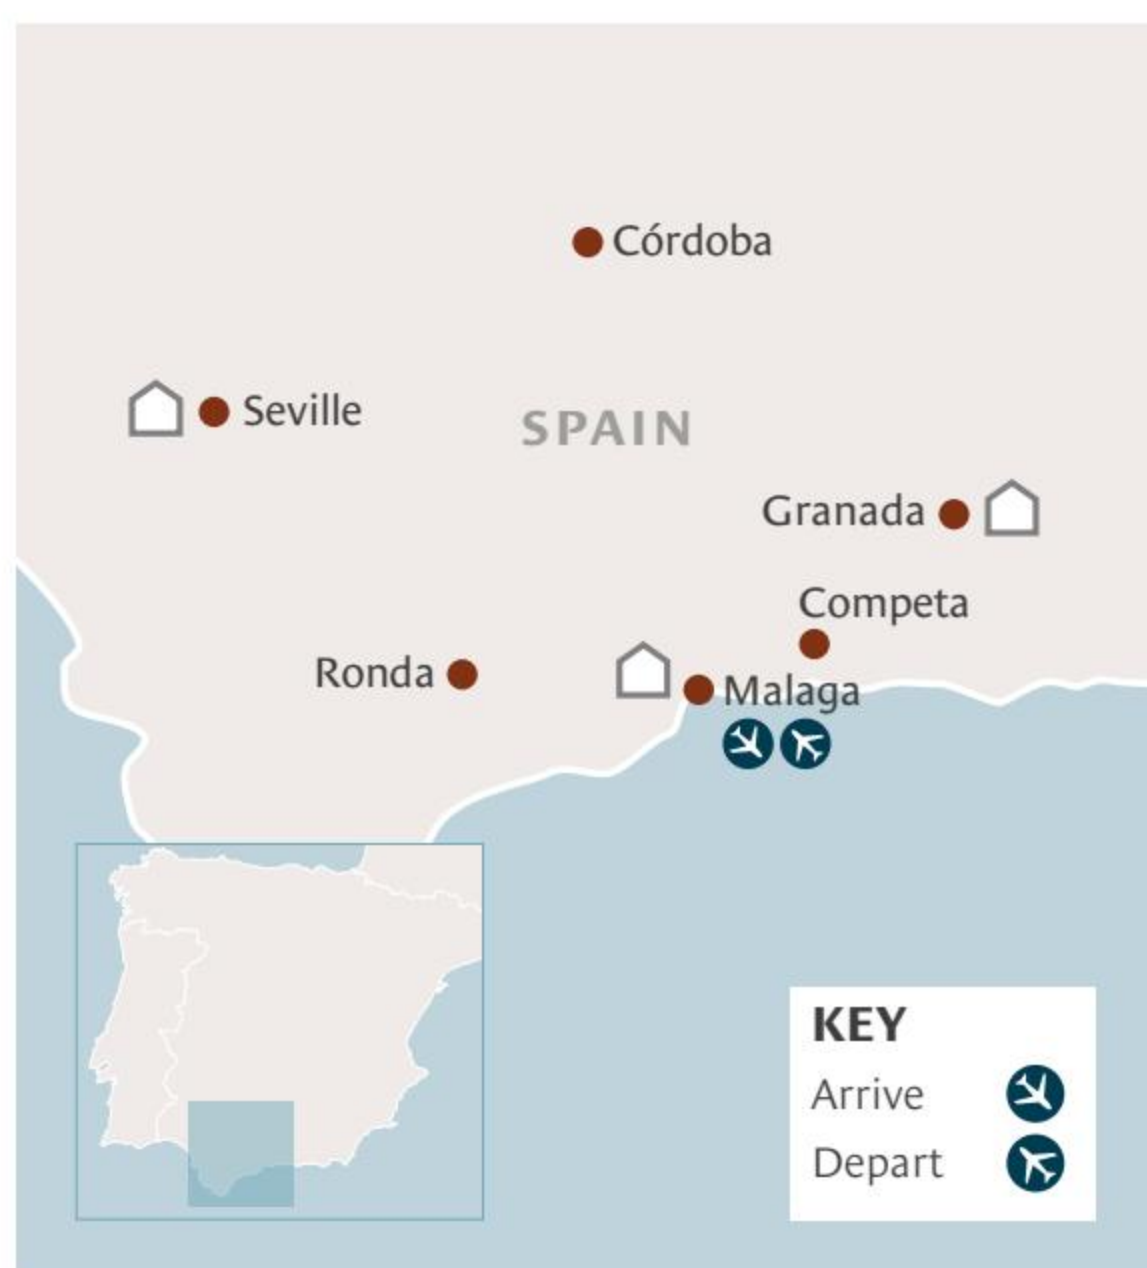 Córdoba
Seville
SPAIN
Granada
Competa
Ronda
Malaga
KEY
Arrive
Depart